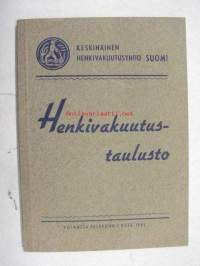 KESKINÄINEN
HENKIVAKUUTUSYHTIÖ SUOMI
Henkivakuutus-
taulusto